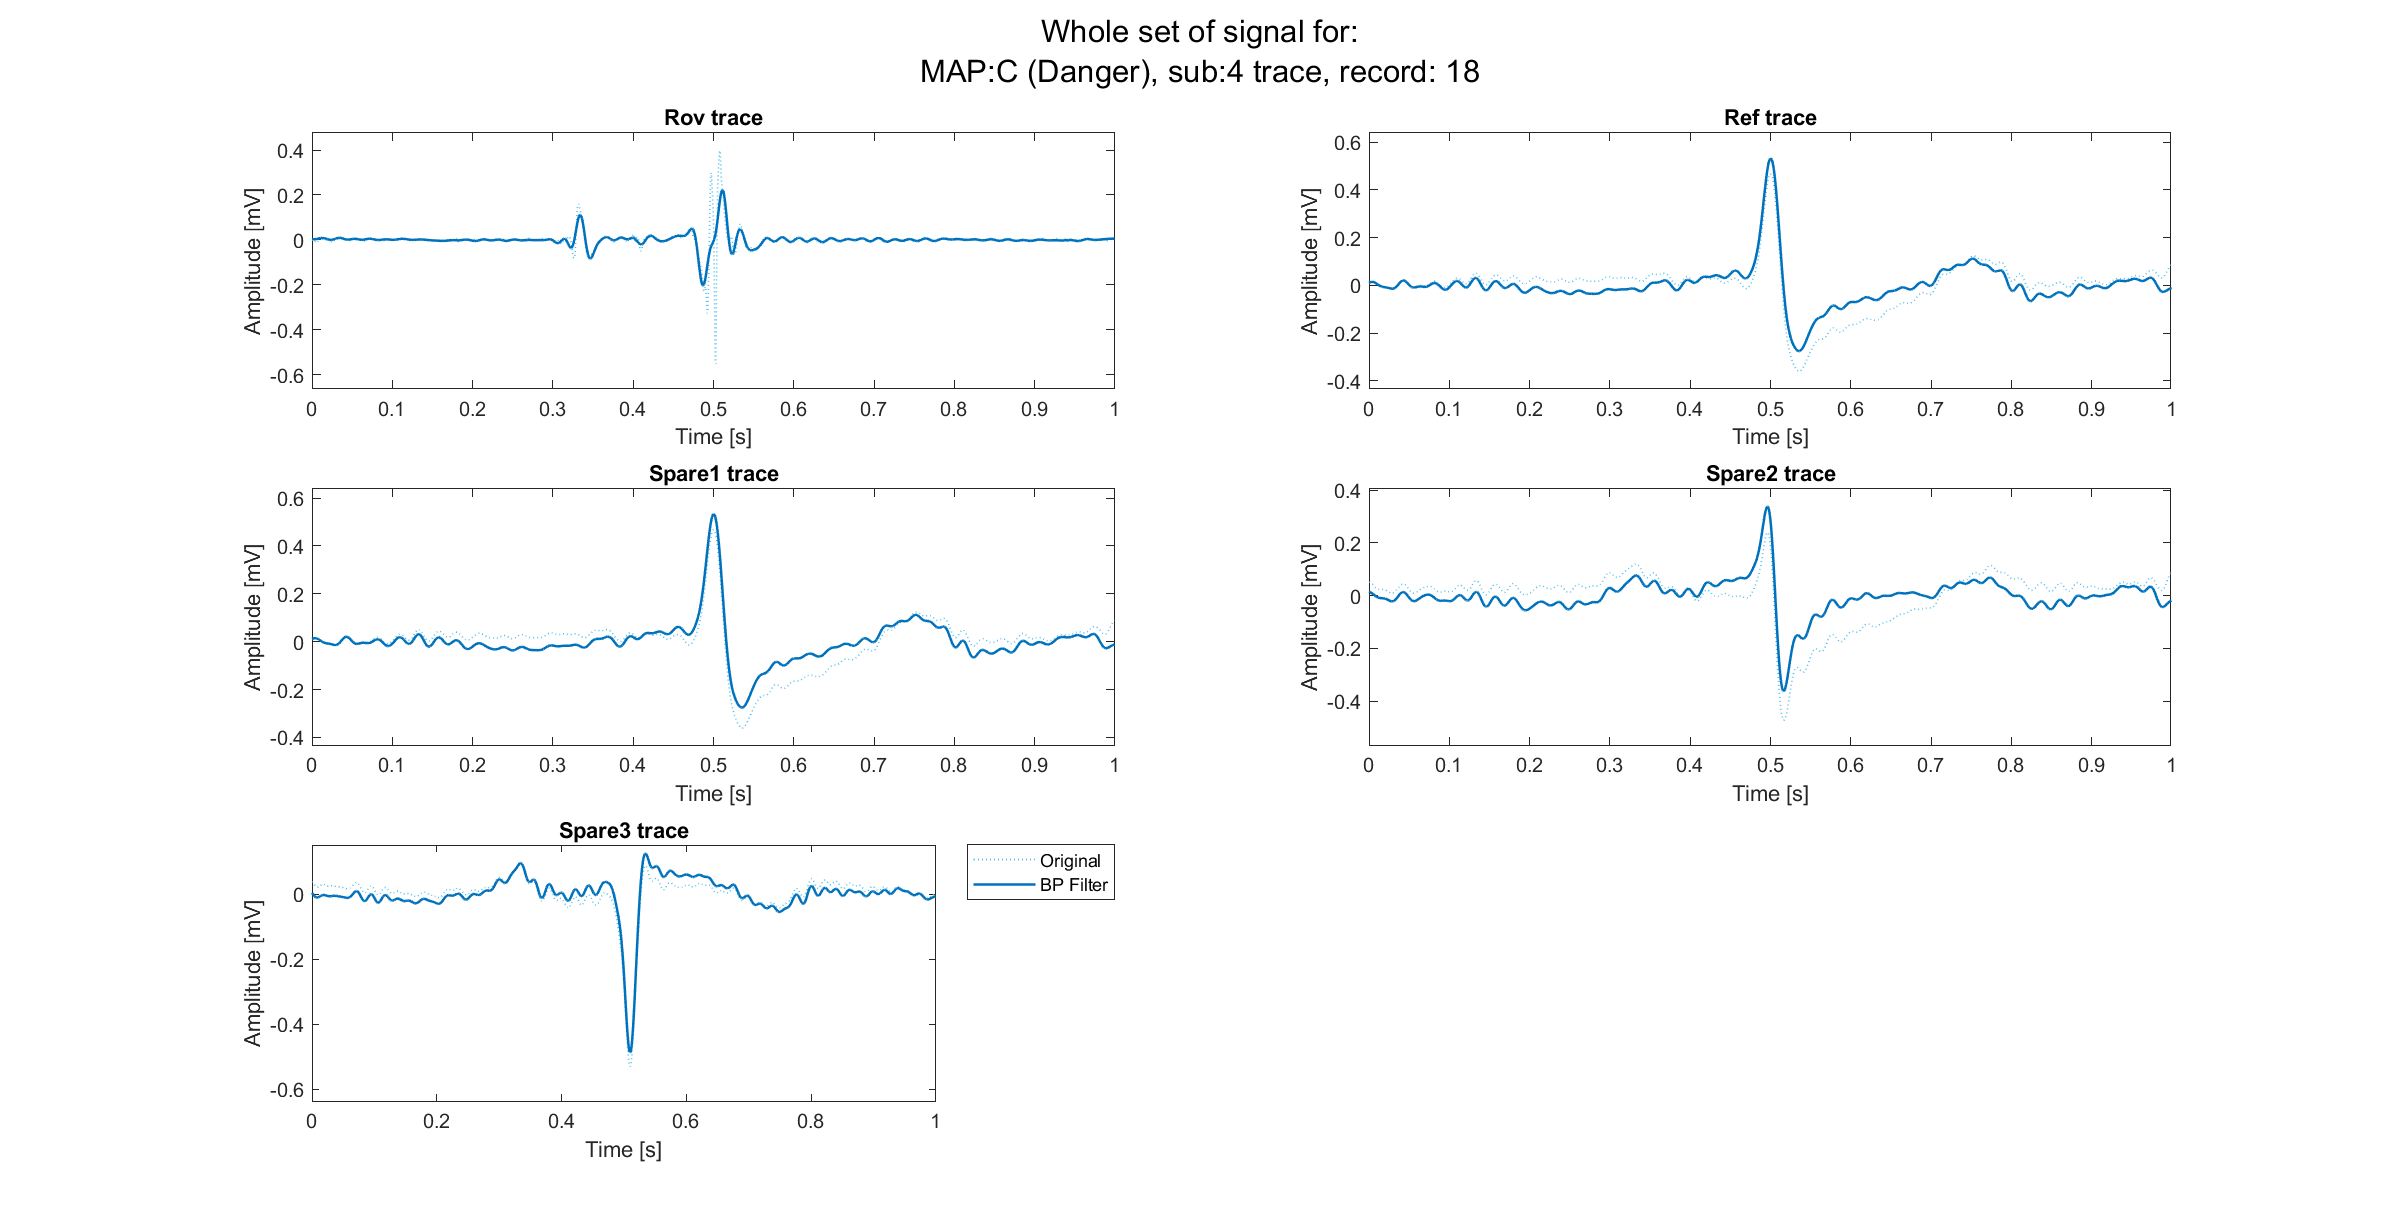 Whole set of signal for:
MAP:C (Danger), sub:4 trace, record: 18
Rov trace
Amplitude [mV]
0.4
0.2
0
-0.2
-0.4
-0.6
0 0.1 0.2 0.3 0.4 0.5 0.6 0.7 0.8 0.9 1
Time [s]
Ref trace
Amplitude [mV]
0.6
0.4
0.2
0
-0.2
-0.4
0 0.1 0.2 0.3 0.4 0.5 0.6 0.7 0.8 0.9 1
Time [s]
Spare1 trace
Amplitude [mV]
0.6
0.4
0.2
0
-0.2
-0.4
0 0.1 0.2 0.3 0.4 0.5 0.6 0.7 0.8 0.9 1
Time [s]
Spare2 trace
Amplitude [mV]
0.4
0.2
0
-0.2
-0.4
0 0.1 0.2 0.3 0.4 0.5 0.6 0.7 0.8 0.9 1
Time [s]
Spare3 trace
Amplitude [mV]
0
-0.2
-0.4
-0.6
0 0.2 0.4 0.6 0.8 1
Time [s]
Original
BP Filter